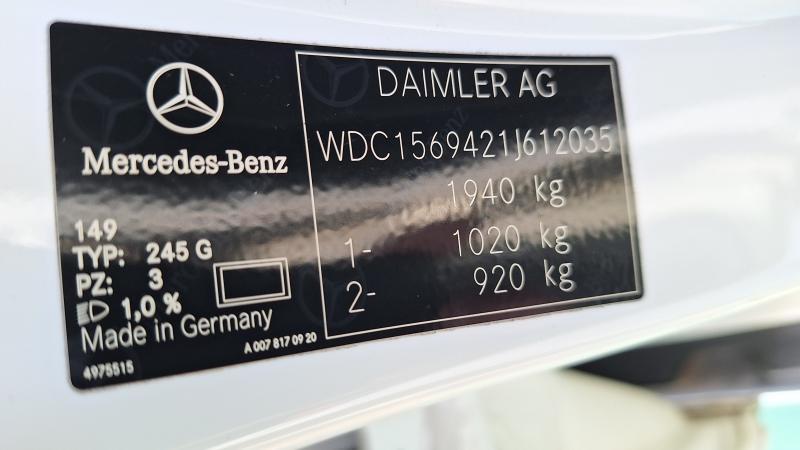 Mercedes-Benz
149
TYP: 245 G
PZ: 3
1,0 %
Made in Germany
4975515
A 007 817 09 20
DAIMLER AG
WDC1569421J612035
1940 kg
1- 1020 kg
2- 920 kg